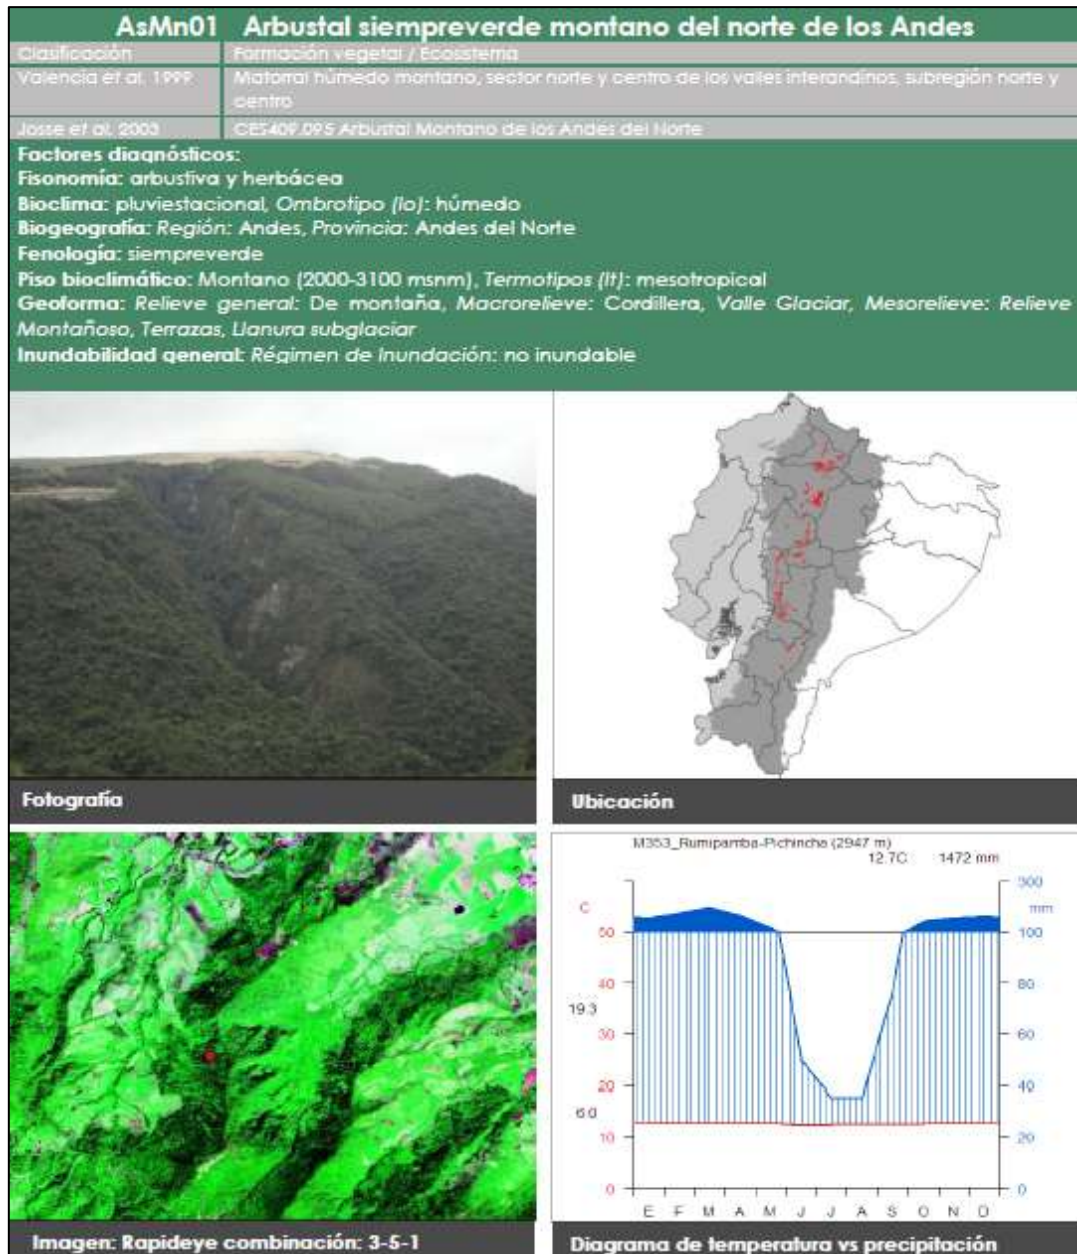 AsMn01 Arbustal siempreverde montano del norte de los Andes
Clasificación Formación vegetal / Ecosistema
Valencia et al. 1999 Matorral húmedo montano, sector norte y centro de los valles interandinos, subregión norte y
centro
Josse et al. 2003 CES409.095 Arbustal Montano de los Andes del Norte
Factores diagnósticos:
Fisonomía: arbustiva y herbácea
Bioclima: pluviestacional, Ombrotipo (Io): húmedo
Biogeografía: Región: Andes, Provincia: Andes del Norte
Fenología: siempreverde
Piso bioclimático: Montano (2000-3100 msnm), Termotipos (It): mesotropical
Geoforma: Relieve general: De montaña, Macrorelieve: Cordillera, Valle Glaciar, Mesorelieve: Relieve
Montañoso, Terrazas, Llanura subglaciar
Inundabilidad general: Régimen de Inundación: no inundable
Fotografía
Ubicación
M353_Rumipamba-Pichincha (2947 m)
12.7C 1472 mm
C
300
mm
50 100
40 80
19.3
30 60
20 40
6.0
10 20
0 0
E F M A M J J A S O N D
Imagen: Rapideye combinación: 3-5-1
Diagrama de temperatura vs precipitación